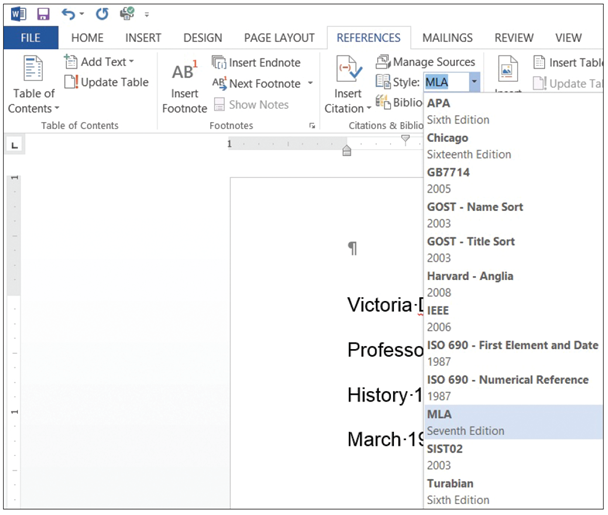 FILE HOME INSERT DESIGN PAGE LAYOUT REFERENCES MAILINGS REVIEW VIEW
Table of
Contents
Add Text
Update Table
Table of Contents
AB1
Insert
Footnote
Insert Endnote
AB1 Next Footnote
Show Notes
Footnotes
Insert
Citation
Manage Sources
Style: MLA
Biblio
Citations & Biblio
Insert Table
Update Ta
APA
Sixth Edition
Chicago
Sixteenth Edition
GB7714
2005
GOST - Name Sort
2003
GOST - Title Sort
2003
Harvard - Anglia
2008
IEEE
2006
ISO 690 - First Element and Date
1987
ISO 690 - Numerical Reference
1987
MLA
Seventh Edition
SIST02
2003
Turabian
Sixth Edition
L
1
1
1
¶
Victoria·D
Professo
History·1
March·19